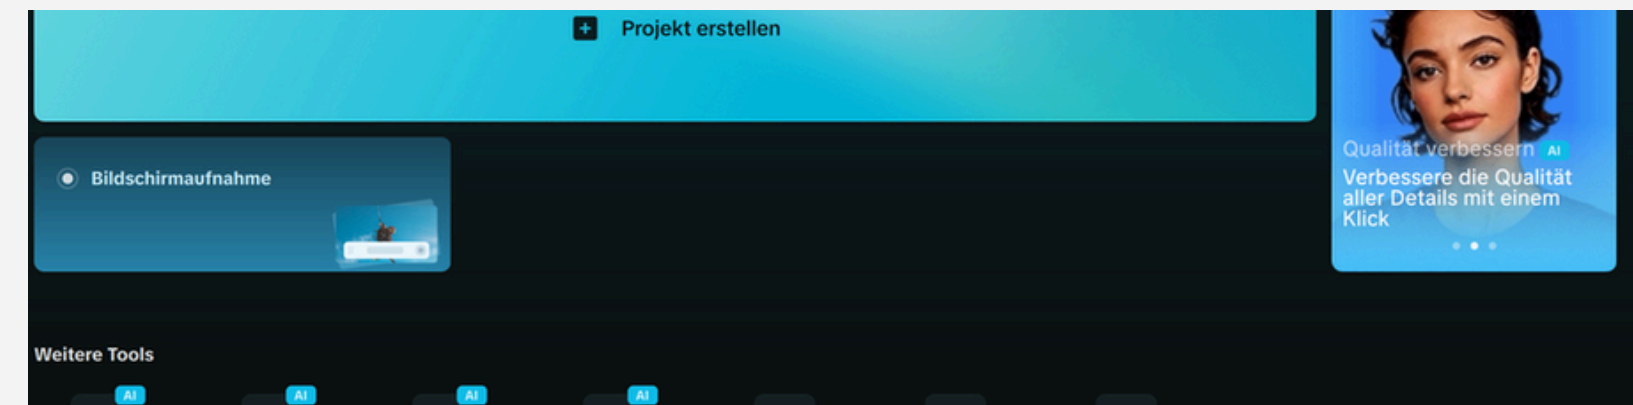 Projekt erstellen
Bildschirmaufnahme
Qualität verbessern AI
Verbessere die Qualität
aller Details mit einem
Klick
Weitere Tools
AI AI AI AI